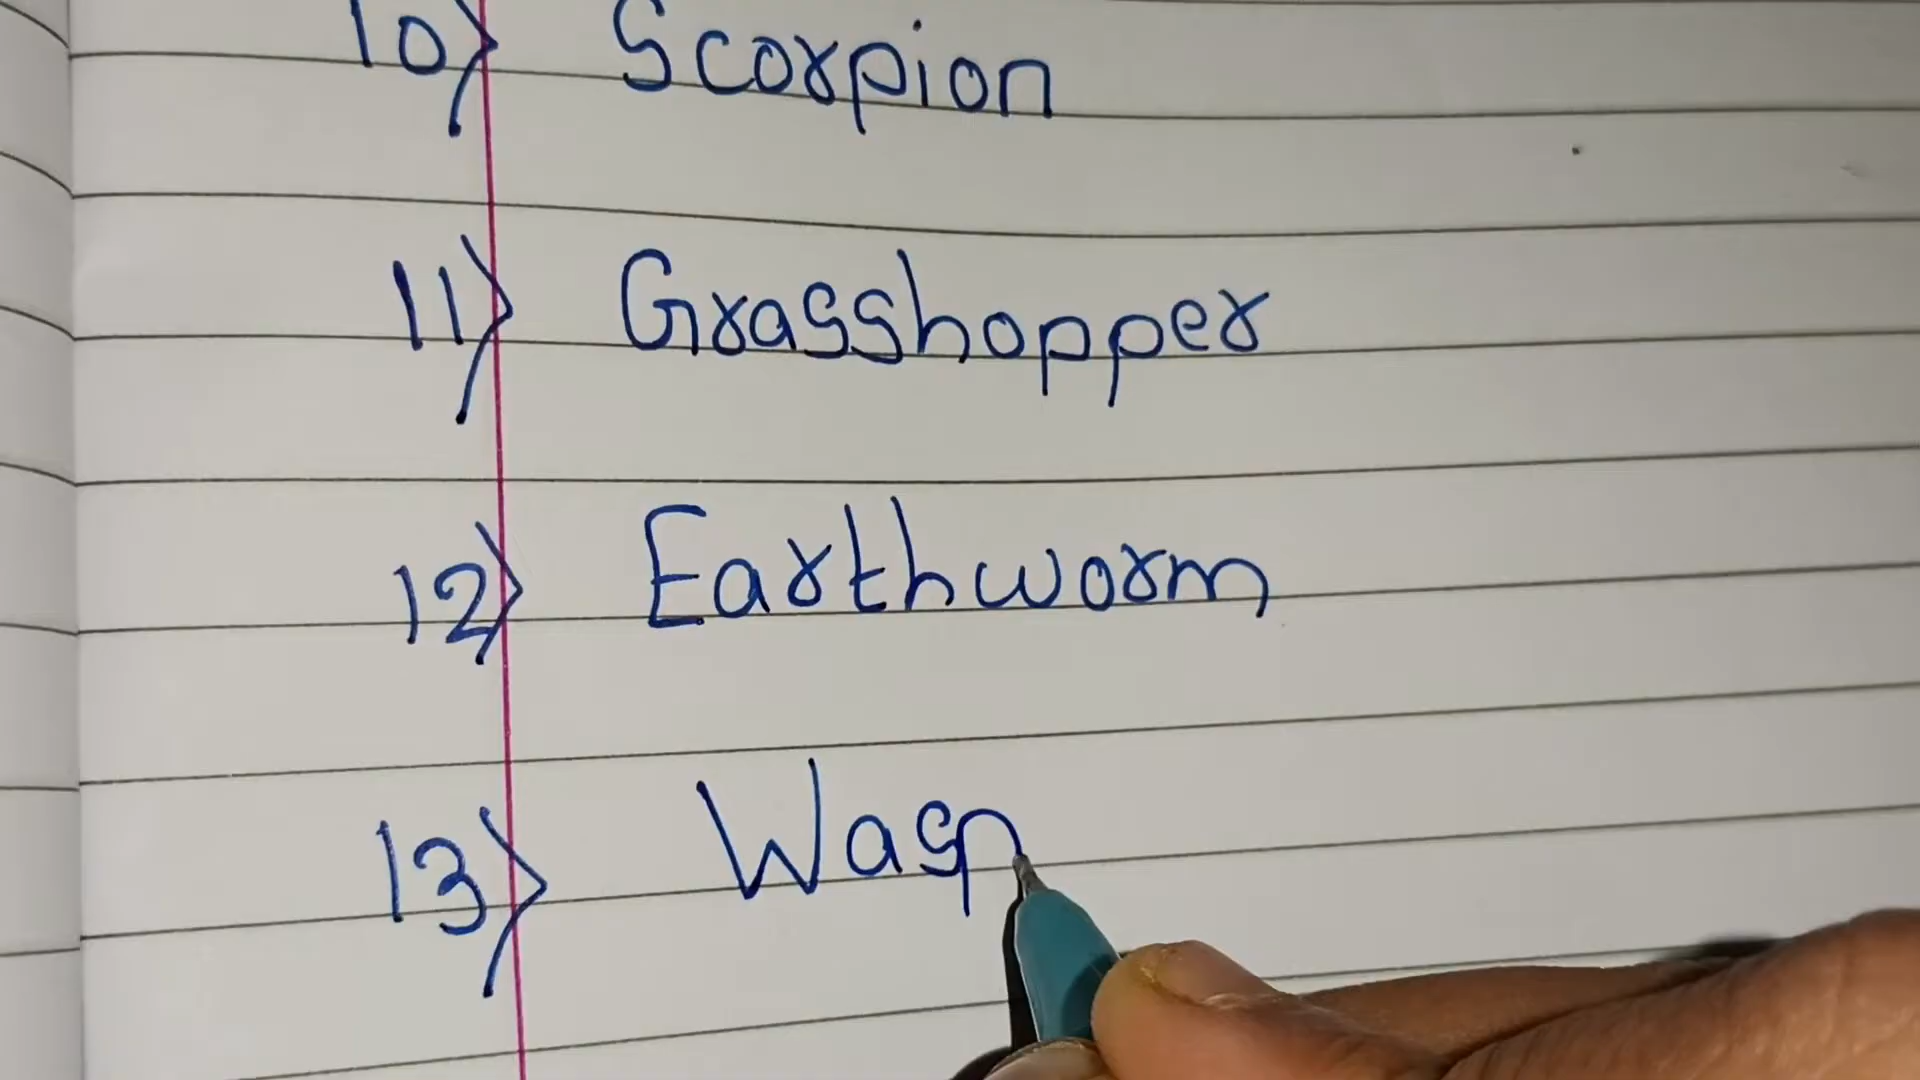 10) Scorpion
11) Grasshopper
12) Earthworm
13) Wasp